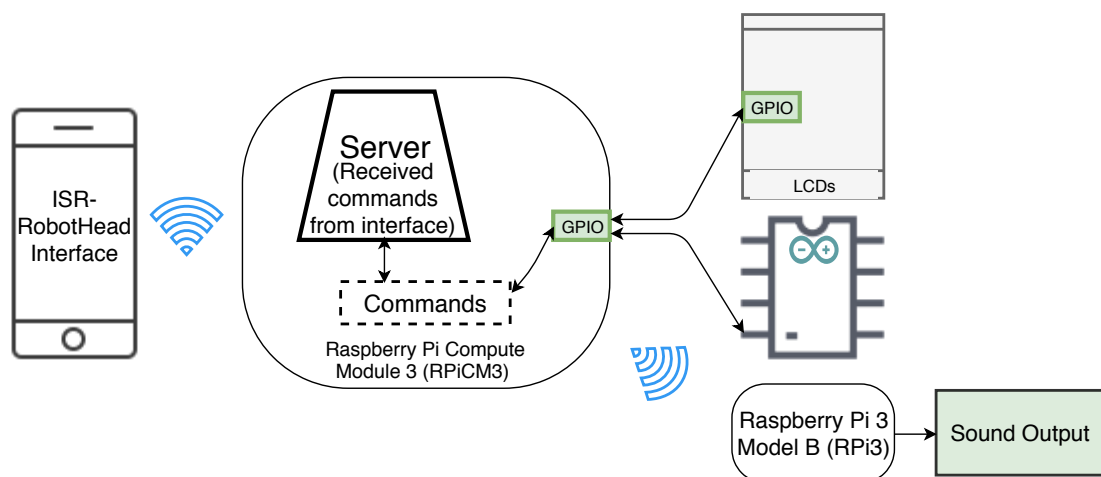 ISR-
RobotHead
Interface
Server
(Received
commands
from interface)
Commands
Raspberry Pi Compute
Module 3 (RPiCM3)
GPIO
GPIO
LCDs
Raspberry Pi 3
Model B (RPi3)
Sound Output